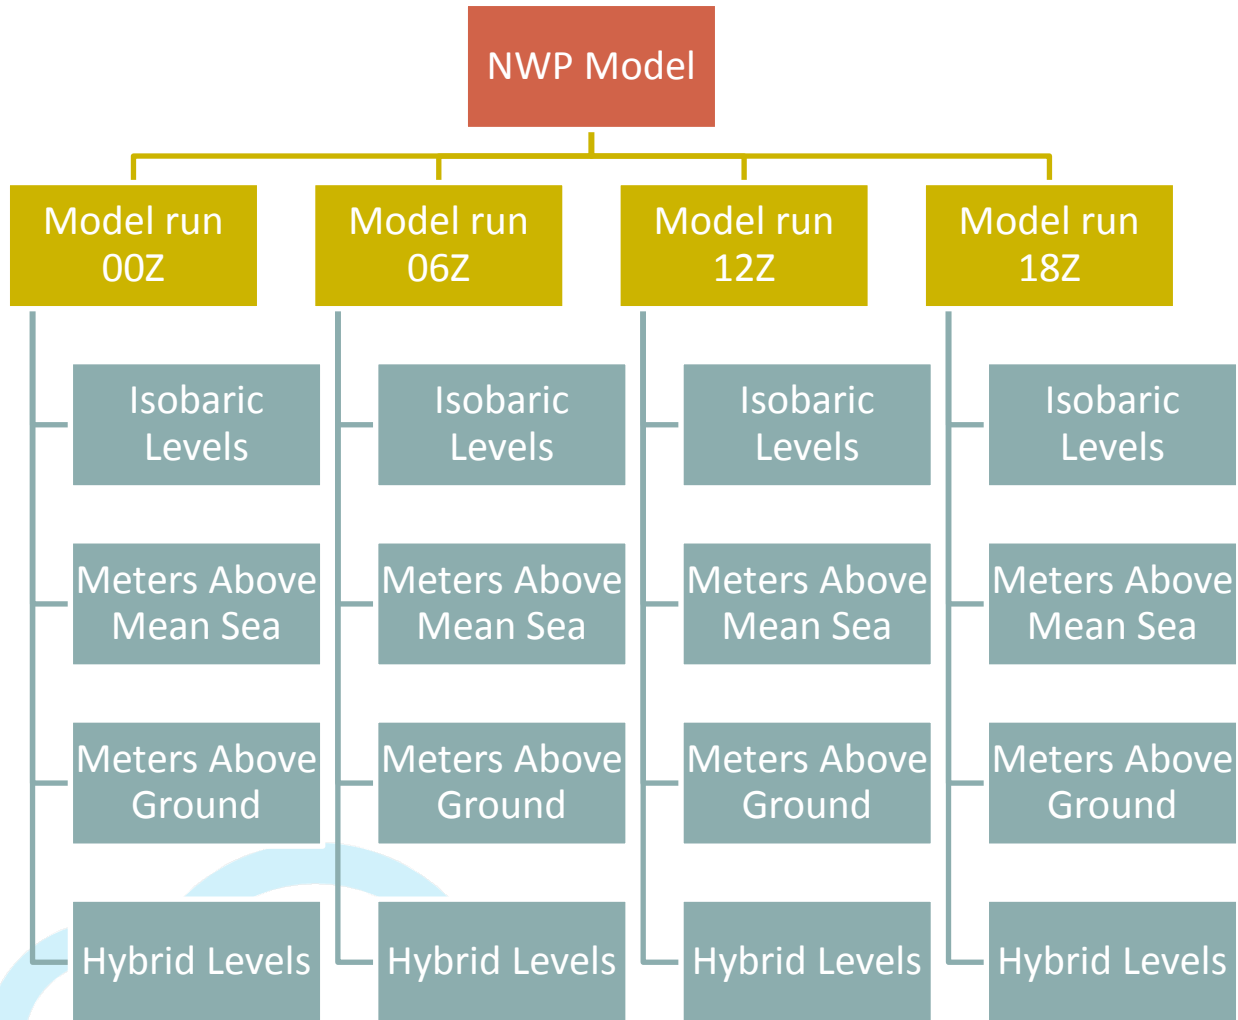 NWP Model
Model run
00Z
Model run
06Z
Model run
12Z
Model run
18Z
Isobaric
Levels
Isobaric
Levels
Isobaric
Levels
Isobaric
Levels
Meters Above
Mean Sea
Meters Above
Mean Sea
Meters Above
Mean Sea
Meters Above
Mean Sea
Meters Above
Ground
Meters Above
Ground
Meters Above
Ground
Meters Above
Ground
Hybrid Levels
Hybrid Levels
Hybrid Levels
Hybrid Levels